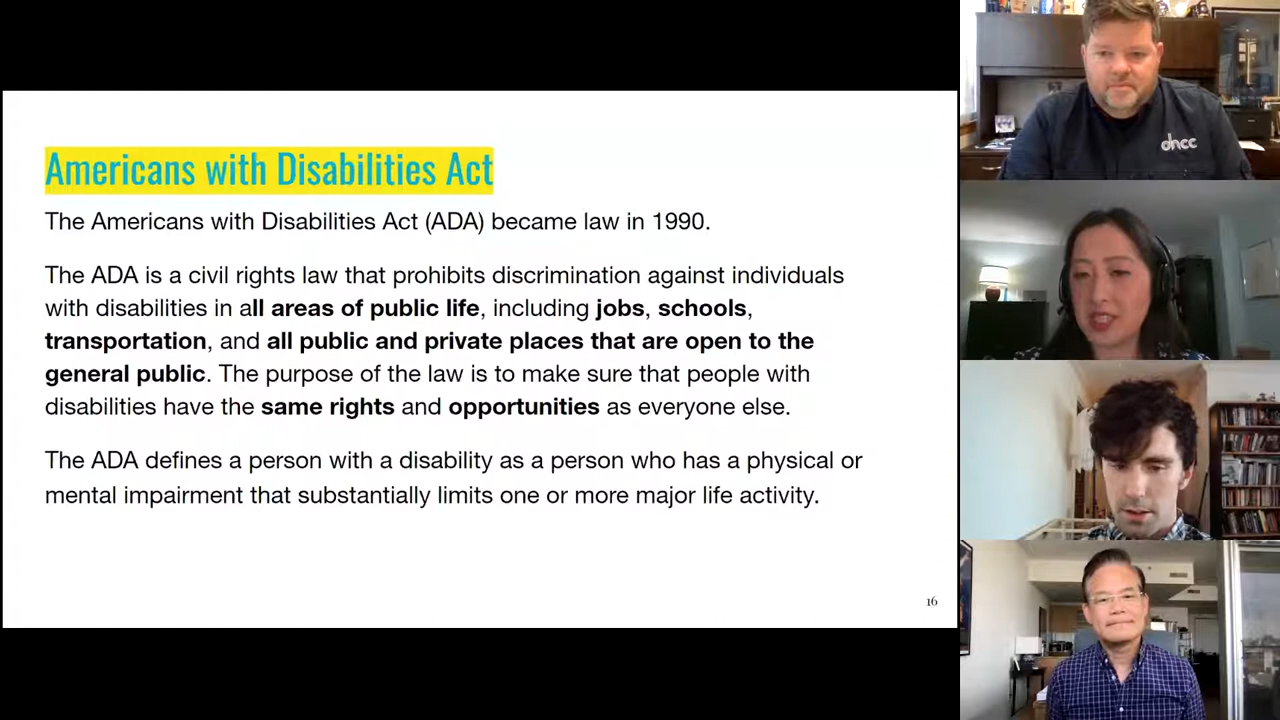 Americans with Disabilities Act
The Americans with Disabilities Act (ADA) became law in 1990.
The ADA is a civil rights law that prohibits discrimination against individuals
with disabilities in all areas of public life, including jobs, schools,
transportation, and all public and private places that are open to the
general public. The purpose of the law is to make sure that people with
disabilities have the same rights and opportunities as everyone else.
The ADA defines a person with a disability as a person who has a physical or
mental impairment that substantially limits one or more major life activity.
16
dhcc